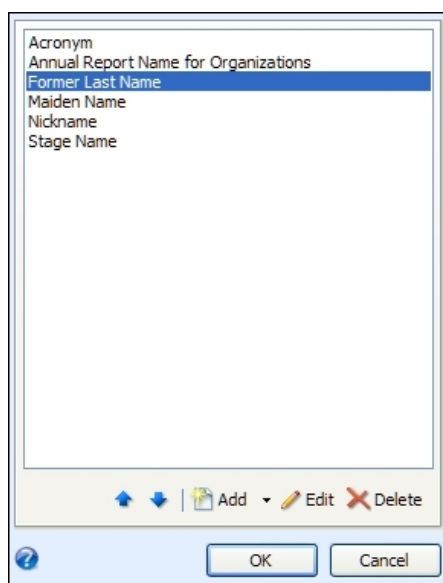 Acronym
Annual Report Name for Organizations
Former Last Name
Maiden Name
Nickname
Stage Name
Add Edit Delete
? OK Cancel